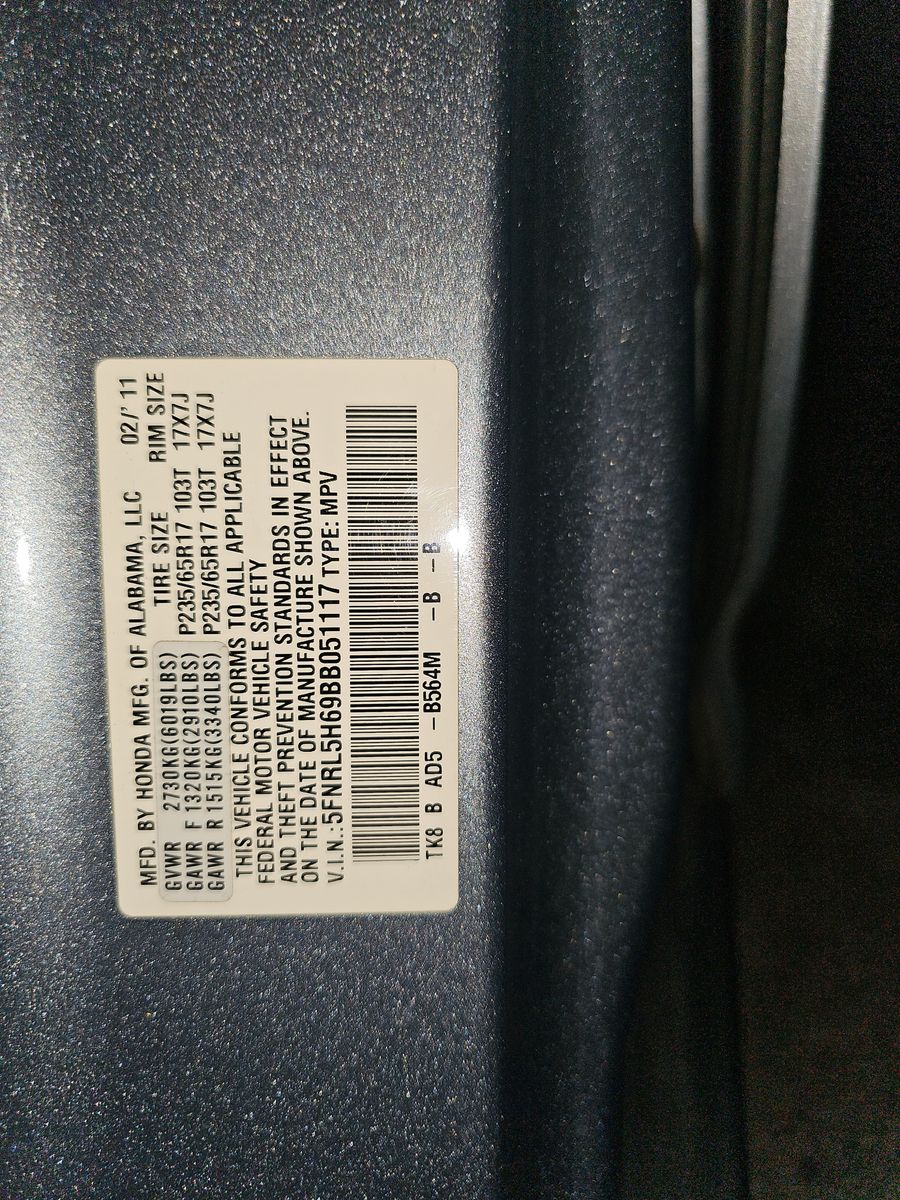 MFD. BY HONDA MFG. OF ALABAMA, LLC 02/' 11
TIRE SIZE RIM SIZE
GVWR 2730KG(6019LBS)
GAWR F 1320KG(2910LBS) P235/65R17 103T 17X7J
GAWR R 1515KG(3340LBS) P235/65R17 103T 17X7J
THIS VEHICLE CONFORMS TO ALL APPLICABLE
FEDERAL MOTOR VEHICLE SAFETY
AND THEFT PREVENTION STANDARDS IN EFFECT
ON THE DATE OF MANUFACTURE SHOWN ABOVE.
V.I.N.:5FNRL5H69BB051117 TYPE: MPV
TK8 B AD5 -B564M -B -B